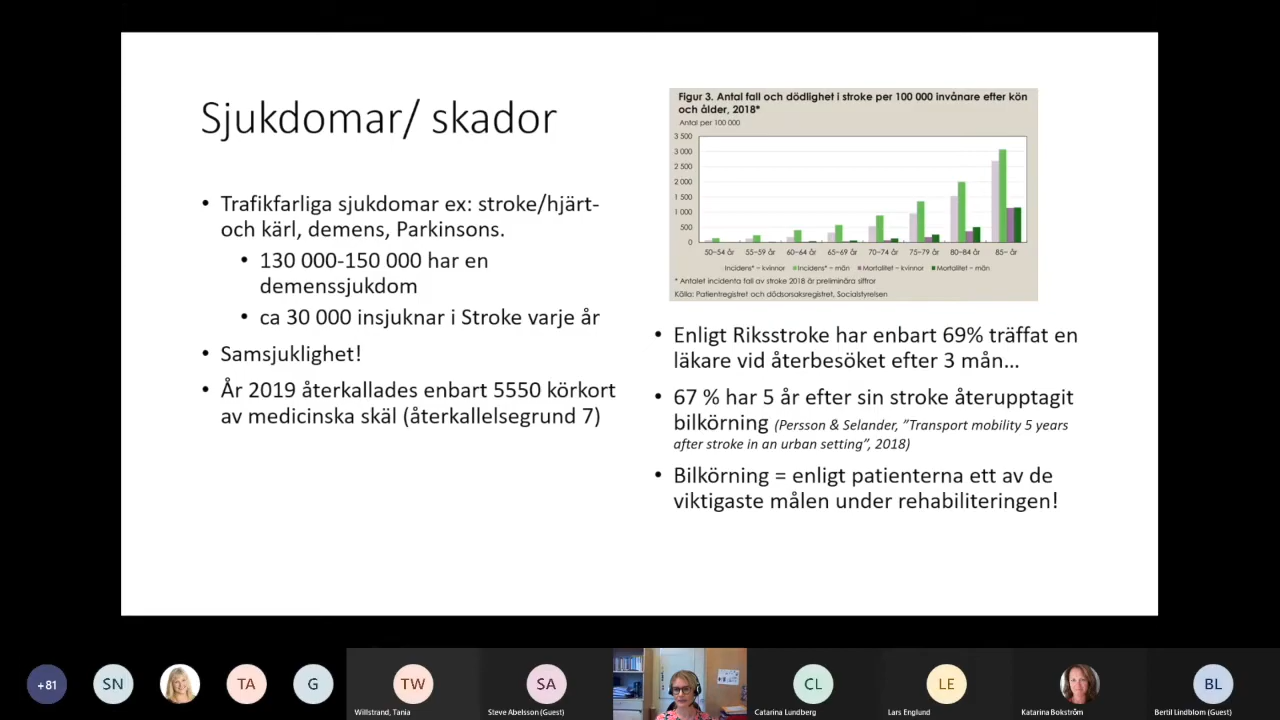 Sjukdomar/ skador
• Trafikfarliga sjukdomar ex: stroke/hjärt-
och kärl, demens, Parkinsons.
• 130 000-150 000 har en
demenssjukdom
• ca 30 000 insjuknar i Stroke varje år
• Samsjuklighet!
• År 2019 återkallades enbart 5550 körkort
av medicinska skäl (återkallelsegrund 7)
Figur 3. Antal fall och dödlighet i stroke per 100 000 invånare efter kön
och ålder, 2018*
Antal per 100 000
3 500
3 000
2 500
2 000
1 500
1 000
500
0
50–54 år 55–59 år 60–64 år 65–69 år 70–74 år 75–79 år 80–84 år 85– år
Incidens* – kvinnor Incidens* – män Mortalitet – kvinnor Mortalitet – män
* Antalet incidenta fall av stroke 2018 är preliminära siffror
Källa: Patientregistret och dödsorsaksregistret, Socialstyrelsen
• Enligt Riksstroke har enbart 69% träffat en
läkare vid återbesöket efter 3 mån…
• 67 % har 5 år efter sin stroke återupptagit
bilkörning (Persson & Selander, ”Transport mobility 5 years
after stroke in an urban setting”, 2018)
• Bilkörning = enligt patienterna ett av de
viktigaste målen under rehabiliteringen!
+81 SN TA G TW SA CL LE BL
Willstrand, Tania Steve Abelsson (Guest) Catarina Lundberg Lars Englund Katarina Bokström Bertil Lindblom (Guest)